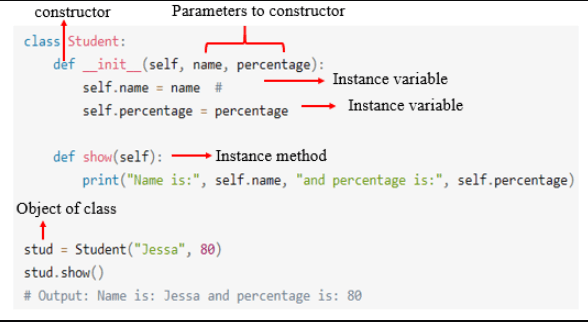 constructor Parameters to constructor
class Student:
def __init__(self, name, percentage):
self.name = name # Instance variable
self.percentage = percentage Instance variable
def show(self): Instance method
print("Name is:", self.name, "and percentage is:", self.percentage)
Object of class
stud = Student("Jessa", 80)
stud.show()
# Output: Name is: Jessa and percentage is: 80